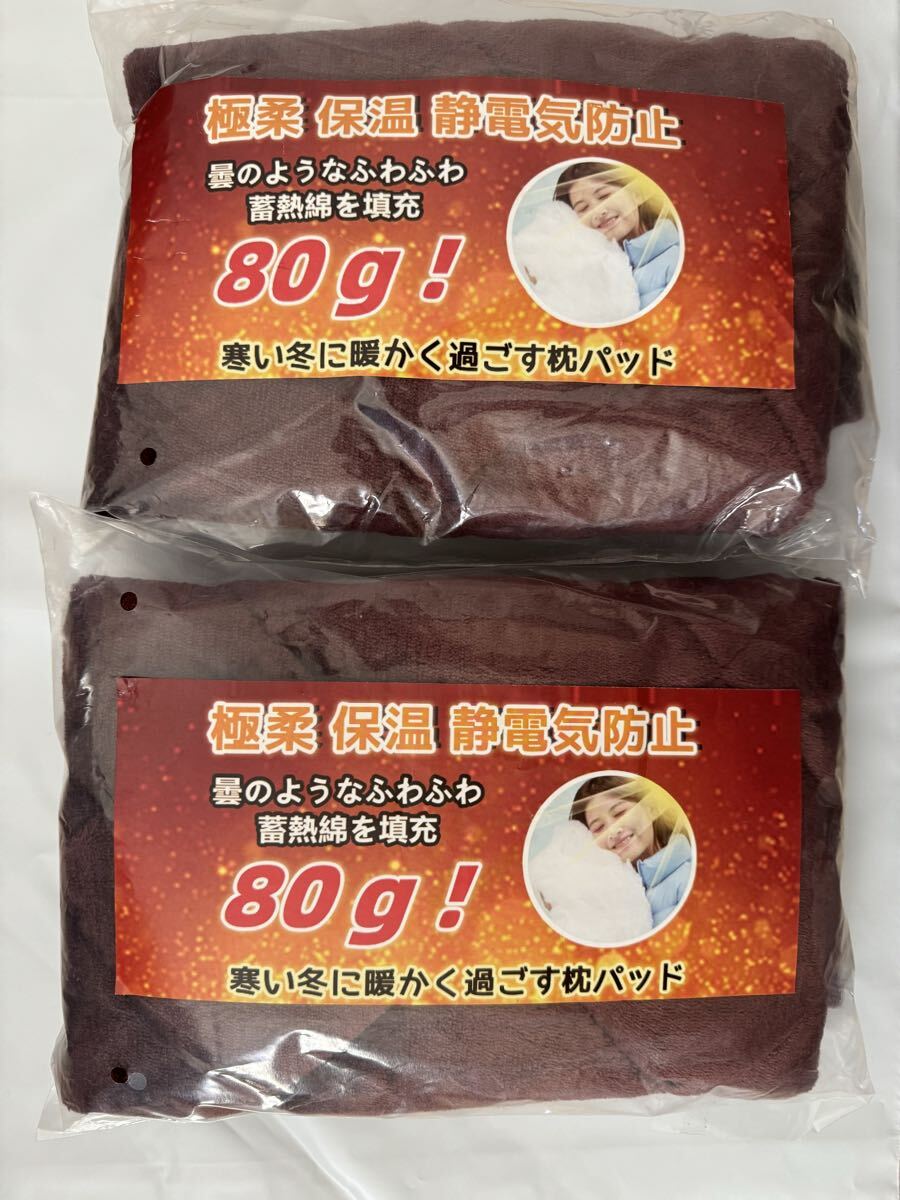 極柔 保温 静電気防止
曇のようなふわふわ
蓄熱綿を填充
80g!
寒い冬に暖かく過ごす枕パッド
極柔 保温 静電気防止
曇のようなふわふわ
蓄熱綿を填充
80g!
寒い冬に暖かく過ごす枕パッド